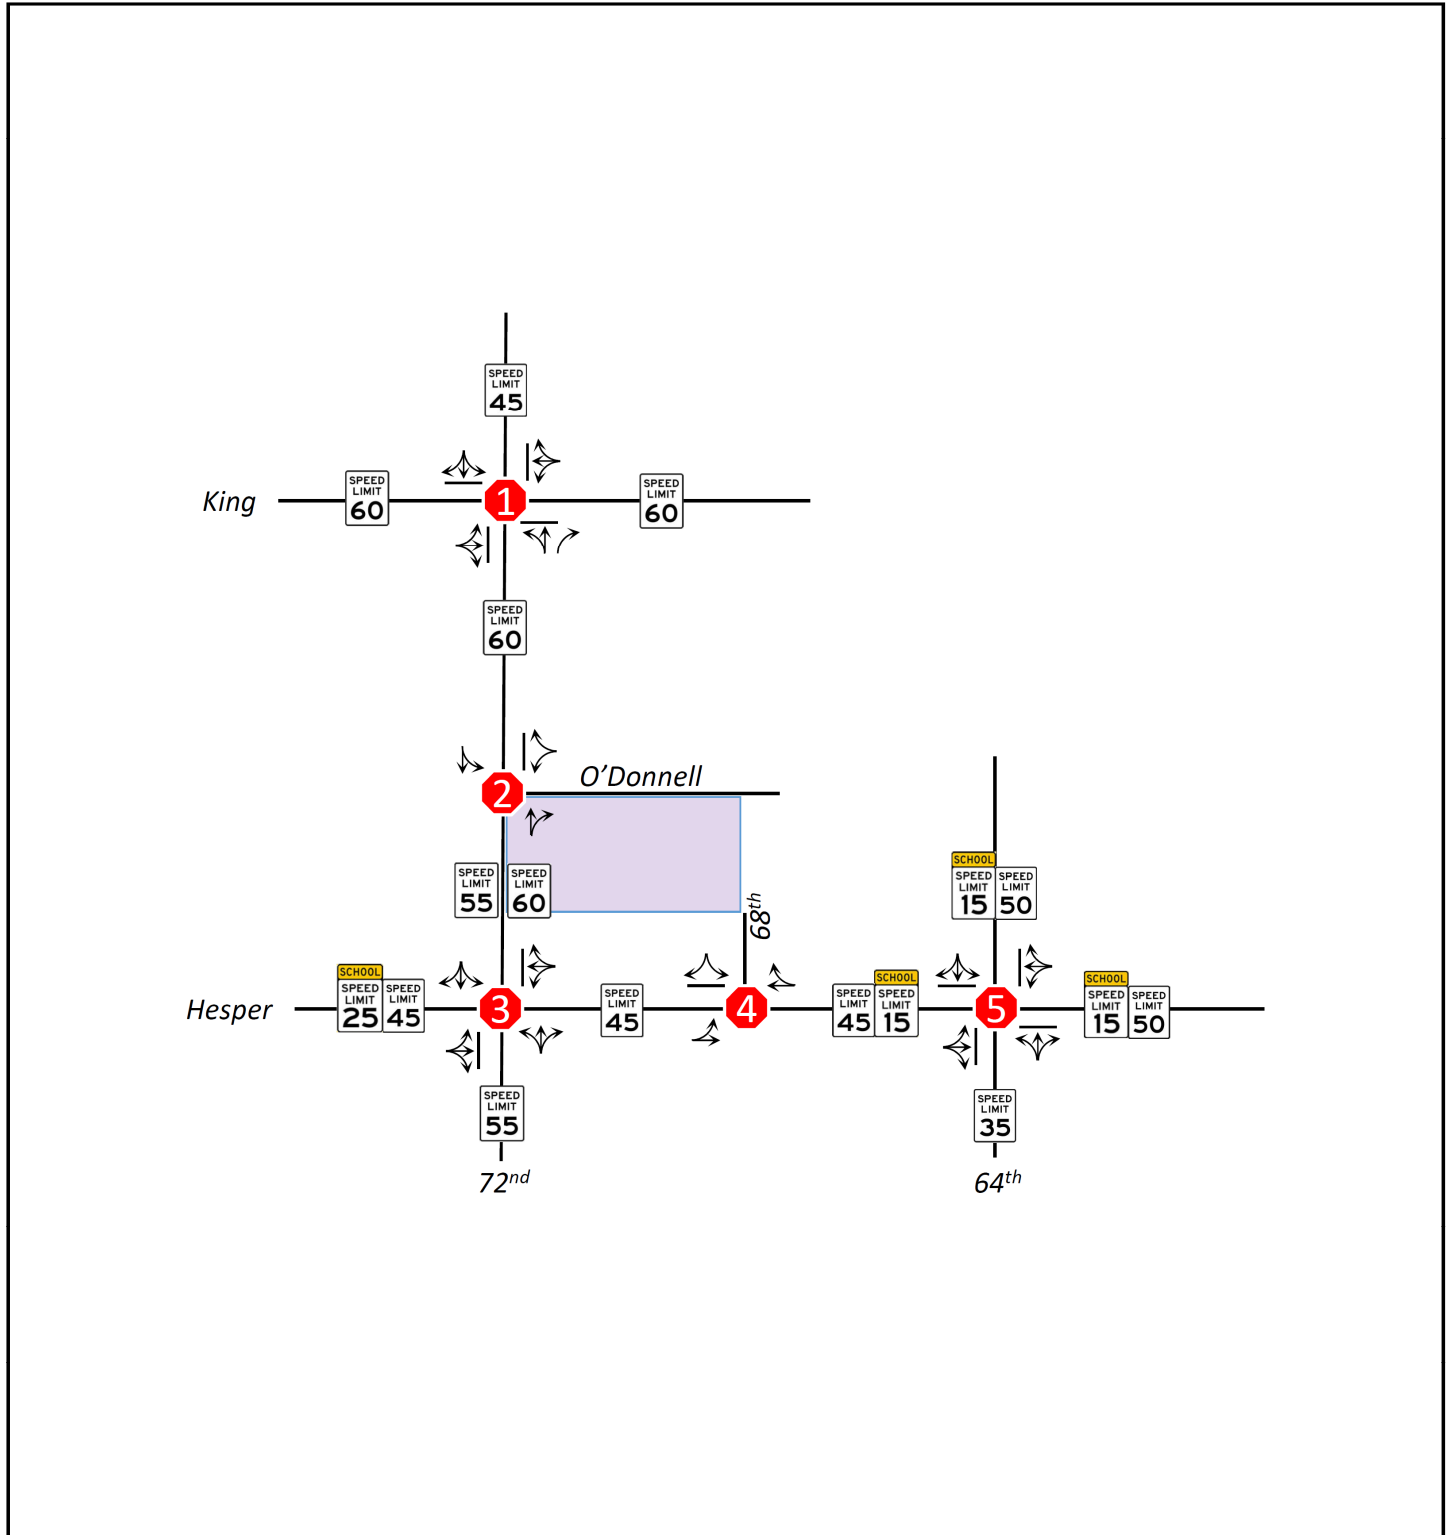 SPEED
LIMIT
45
King
SPEED
LIMIT
60
1
SPEED
LIMIT
60
SPEED
LIMIT
60
O'Donnell
2
SPEED
LIMIT
55
SPEED
LIMIT
60
68th
SCHOOL
SPEED
LIMIT
15
SPEED
LIMIT
50
Hesper
SCHOOL
SPEED
LIMIT
25
SPEED
LIMIT
45
3
SPEED
LIMIT
45
4
SPEED
LIMIT
45
SCHOOL
SPEED
LIMIT
15
5
SCHOOL
SPEED
LIMIT
15
SPEED
LIMIT
50
SPEED
LIMIT
55
SPEED
LIMIT
35
72nd
64th